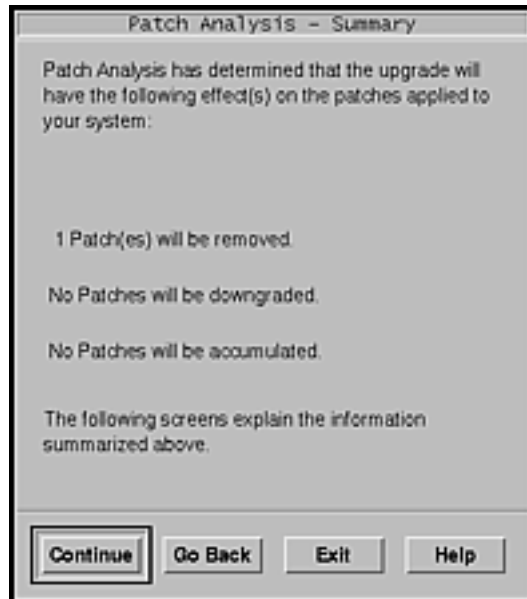 Patch Analysis – Summary
Patch Analysis has determined that the upgrade will
have the following effect(s) on the patches applied to
your system:
1 Patch(es) will be removed.
No Patches will be downgraded.
No Patches will be accumulated.
The following screens explain the information
summarized above.
Continue
Go Back
Exit
Help